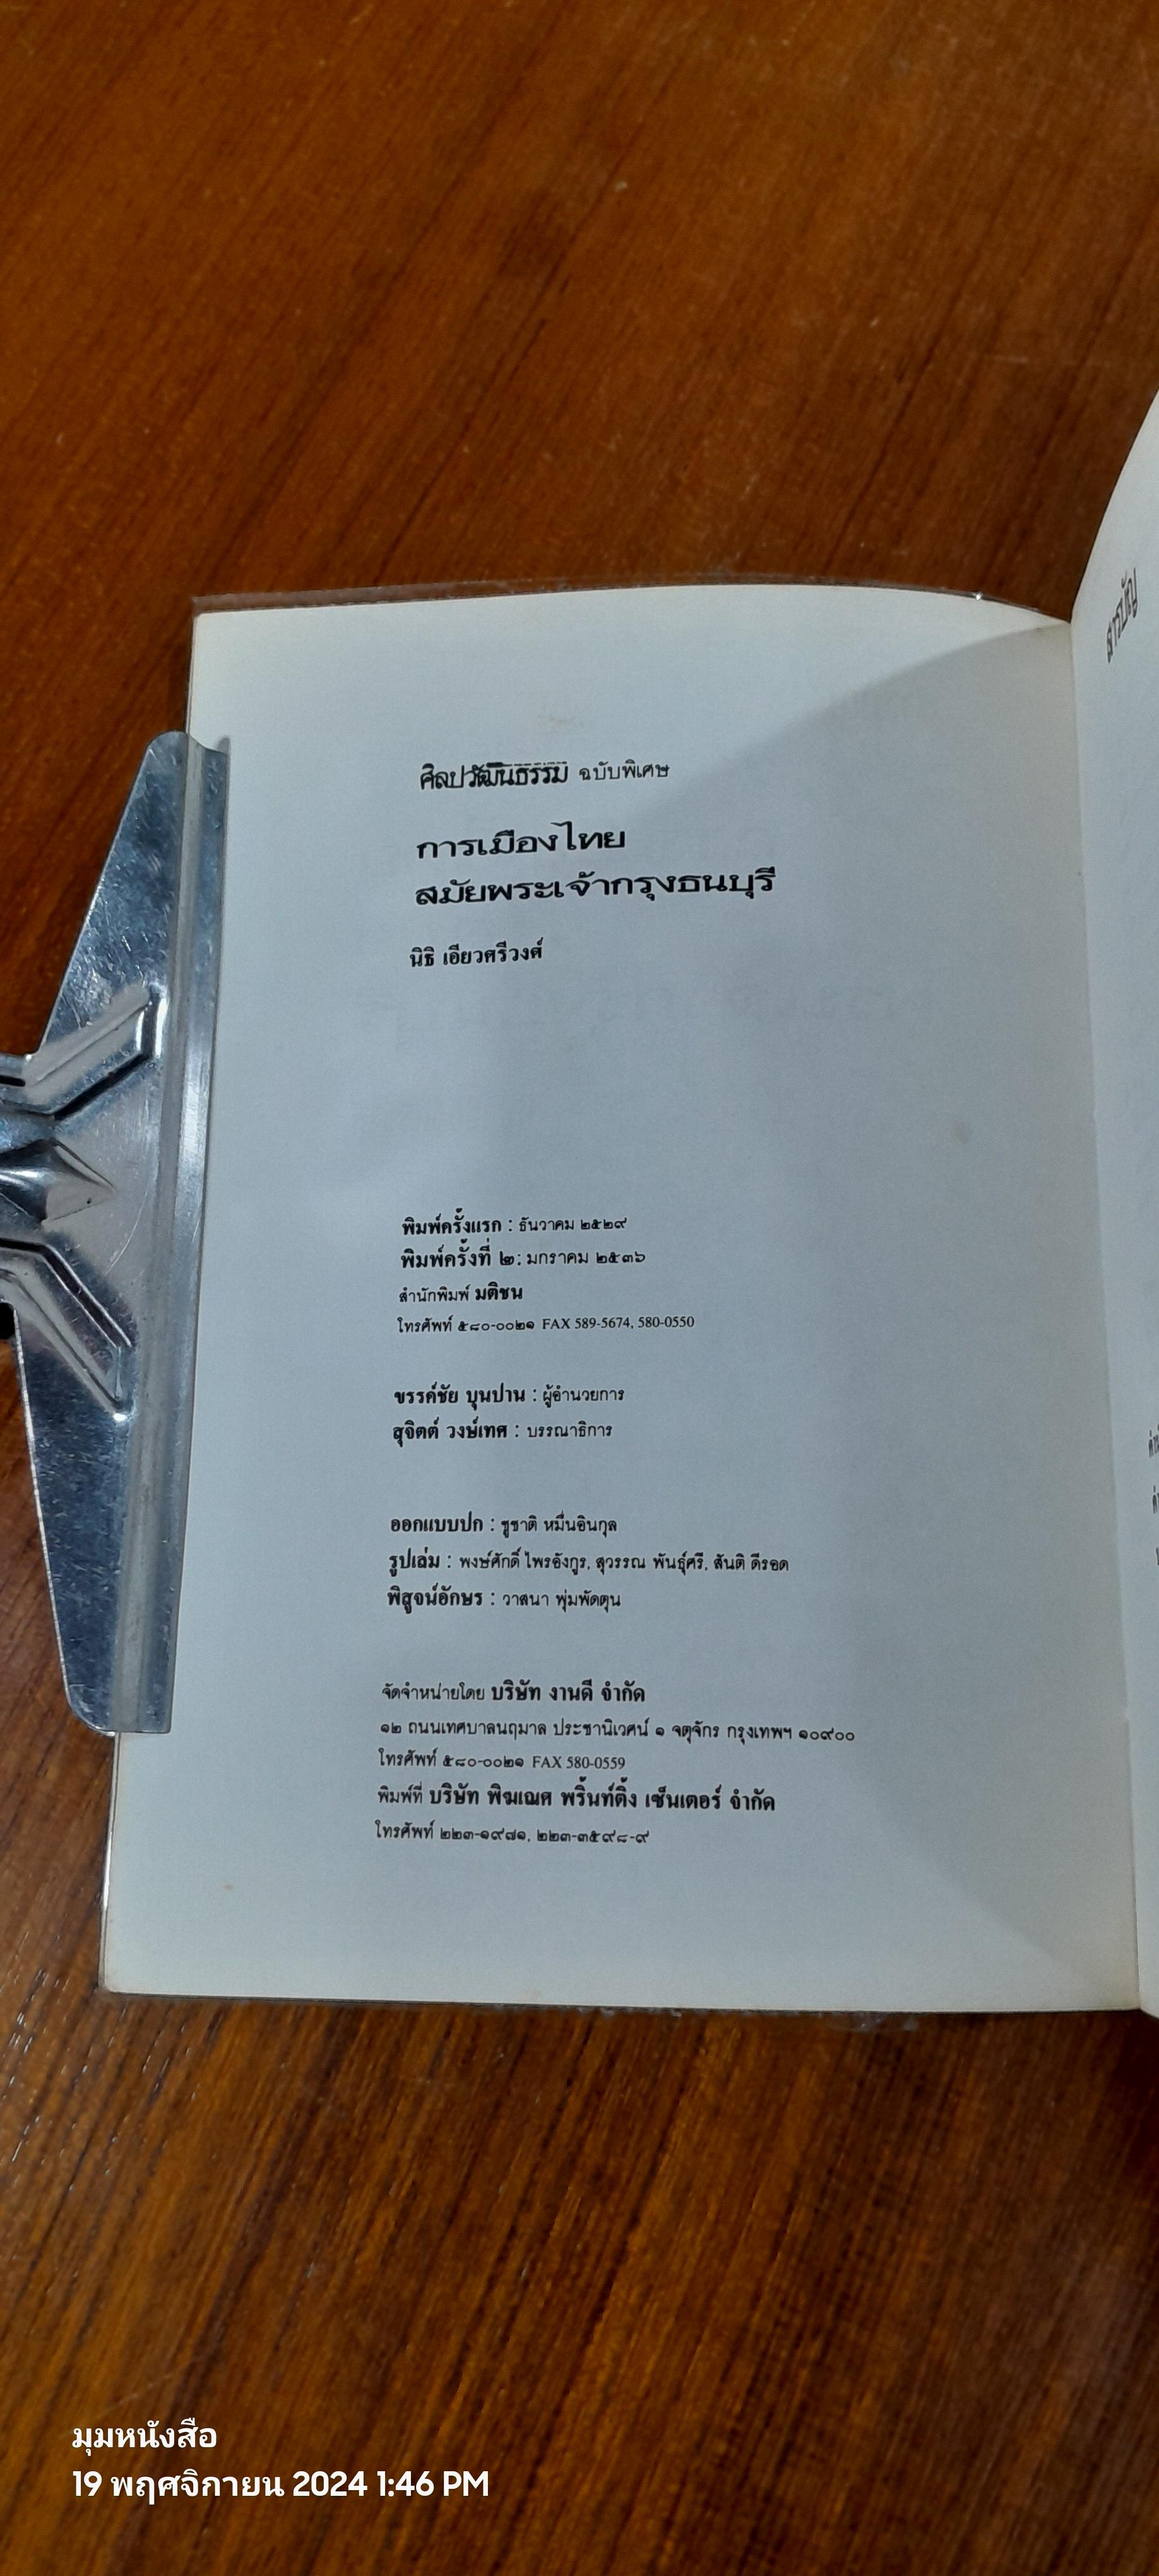 ศิลปวัฒนธรรม ฉบับพิเศษ
การเมืองไทย
สมัยพระเจ้ากรุงธนบุรี
นิธิ เอียวศรีวงศ์
พิมพ์ครั้งแรก : ธันวาคม ๒๕๒๙
พิมพ์ครั้งที่ ๒ : มกราคม ๒๕๓๖
สำนักพิมพ์ มติชน
โทรศัพท์ ๕๘๐-๐๐๒๑ FAX 589-5674, 580-0550
ขรรค์ชัย บุนปาน : ผู้อำนวยการ
สุจิตต์ วงษ์เทศ : บรรณาธิการ
ออกแบบปก : ชูชาติ หมื่นอินกุล
รูปเล่ม : พงษ์ศักดิ์ ไพรอังกูร, สุวรรณ พันธุ์ศรี, สันติ ดีรอด
พิสูจน์อักษร : วาสนา พุ่มพัดตุน
จัดจำหน่ายโดย บริษัท งานดี จำกัด
๑๒ ถนนเทศบาลนฤมาล ประชานิเวศน์ ๑ จตุจักร กรุงเทพฯ ๑๐๙๐๐
โทรศัพท์ ๕๘๐-๐๐๒๑ FAX 580-0559
พิมพ์ที่ บริษัท พิฆเณศ พริ้นท์ติ้ง เซ็นเตอร์ จำกัด
โทรศัพท์ ๒๒๓-๑๙๗๑, ๒๒๓-๓๕๙๘-๙
สารบัญ
มุมหนังสือ
19 พฤศจิกายน 2024 1:46 PM